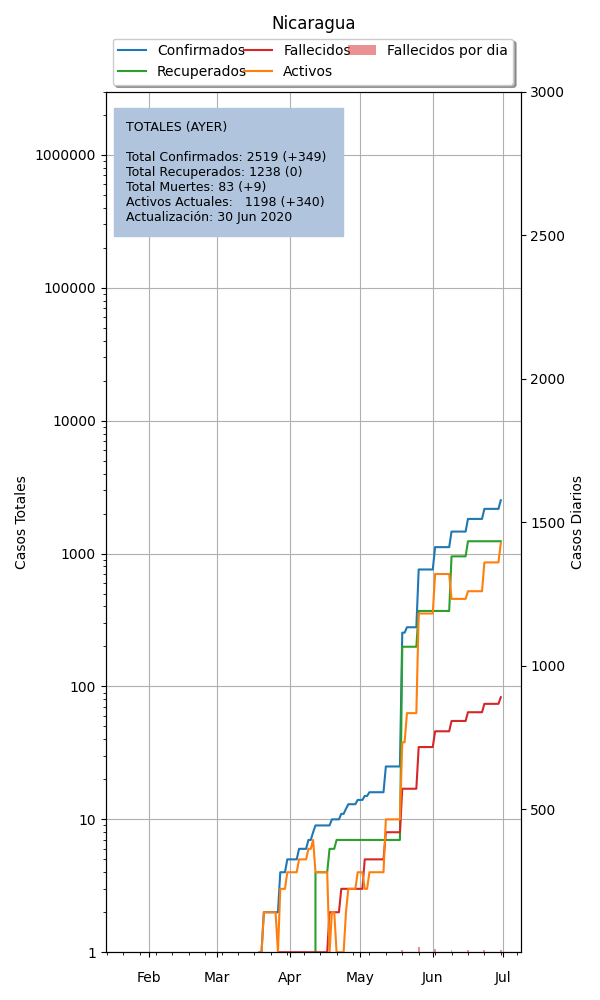 Nicaragua
Confirmados Fallecidos Fallecidos por dia
Recuperados Activos
TOTALES (AYER)
Total Confirmados: 2519 (+349)
Total Recuperados: 1238 (0)
Total Muertes: 83 (+9)
Activos Actuales: 1198 (+340)
Actualización: 30 Jun 2020
Casos Totales
1000000
100000
10000
1000
100
10
1
3000
2500
2000
1500
1000
500
Casos Diarios
Feb Mar Apr May Jun Jul